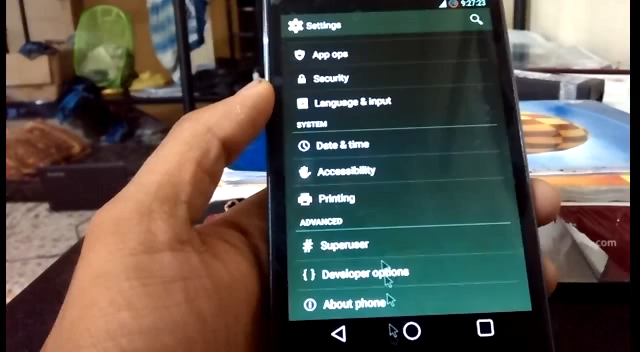 9:27:23
Settings
App ops
Security
Language & input
SYSTEM
Date & time
Accessibility
Printing
ADVANCED
# Superuser
{ } Developer options
About phone
.com